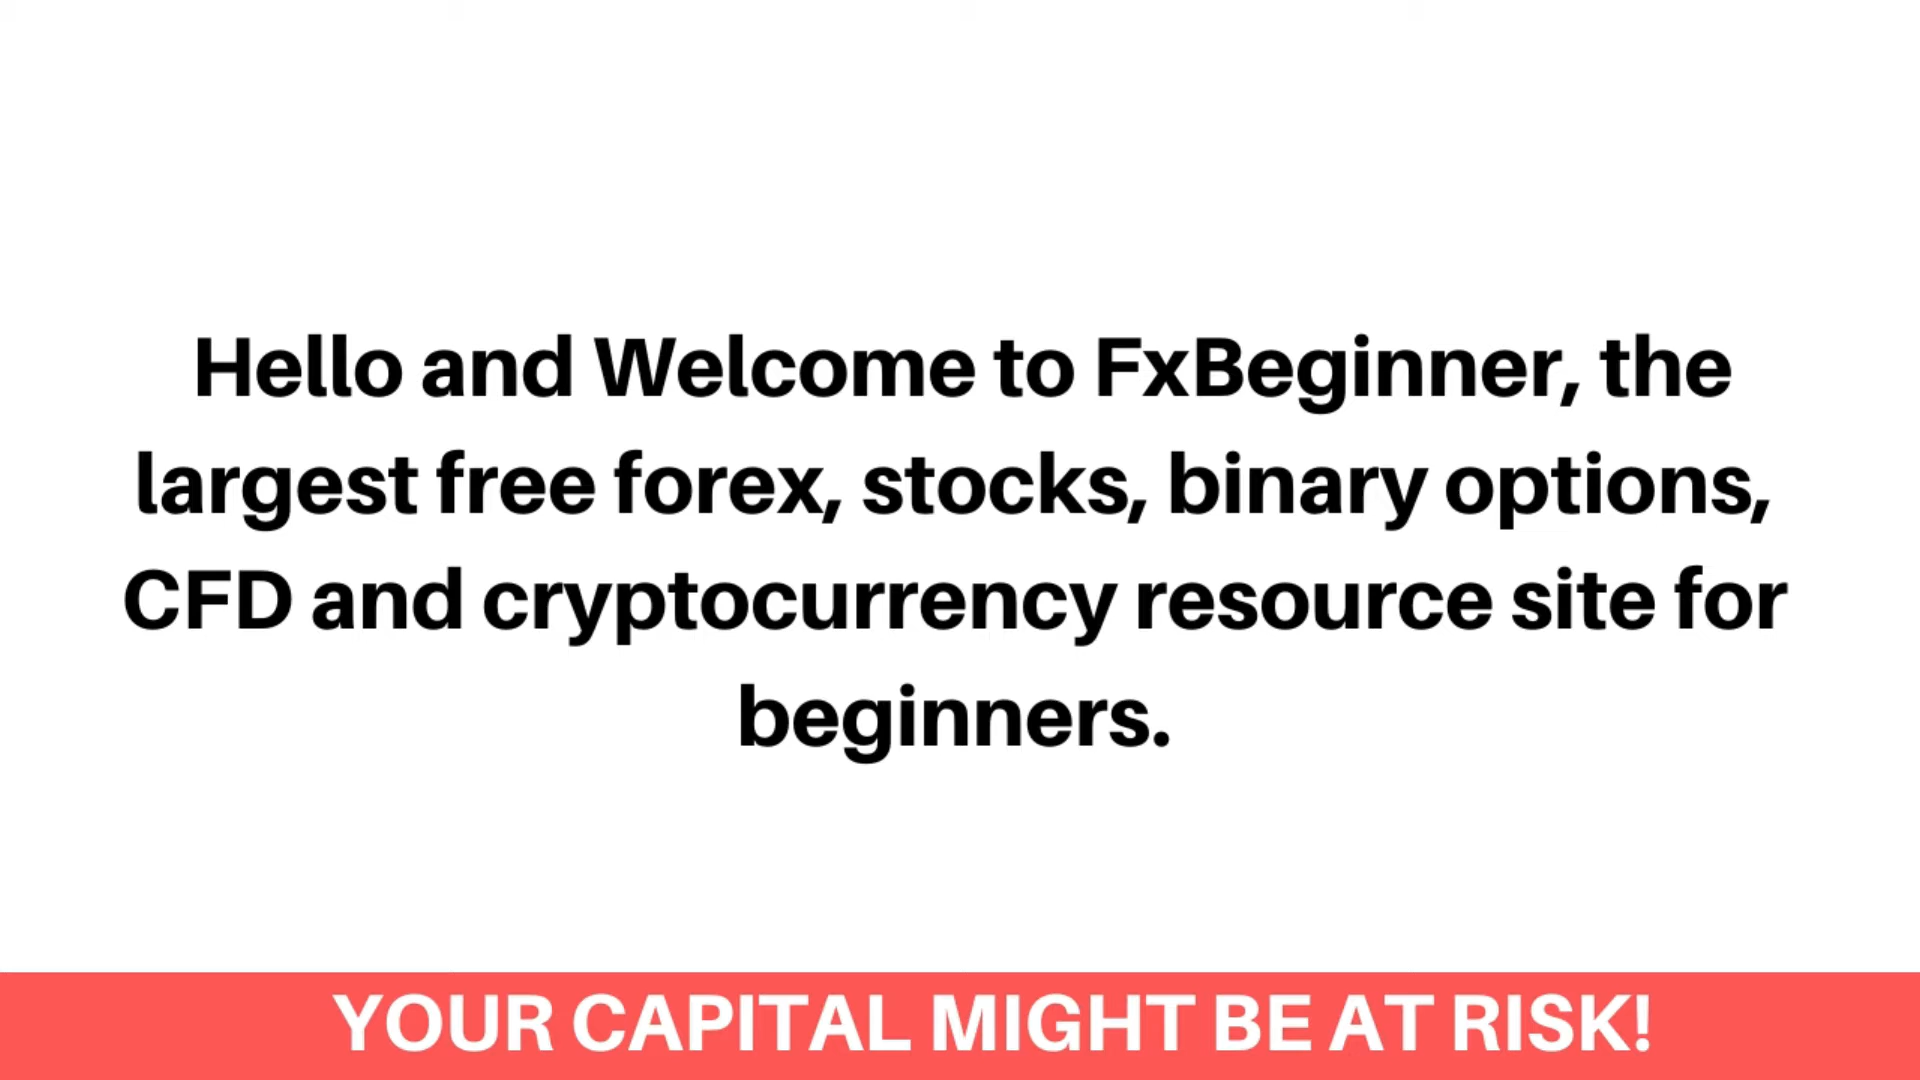 Hello and Welcome to FxBeginner, the
largest free forex, stocks, binary options,
CFD and cryptocurrency resource site for
beginners.
YOUR CAPITAL MIGHT BE AT RISK!